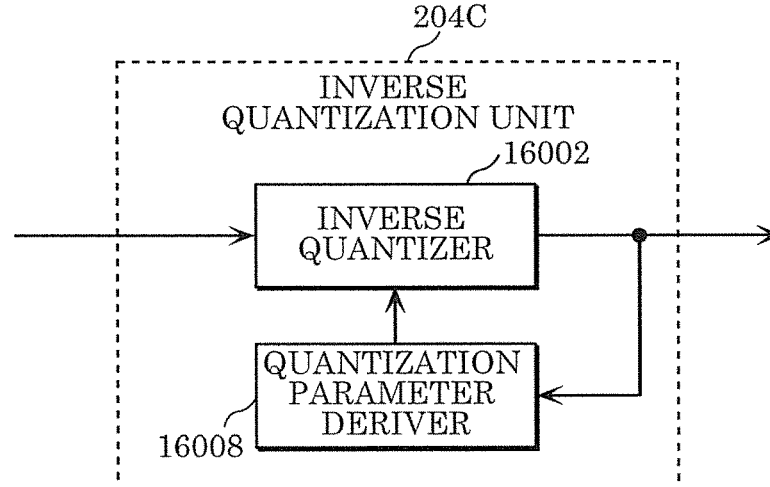 204C
INVERSE
QUANTIZATION UNIT
16002
INVERSE
QUANTIZER
QUANTIZATION
PARAMETER
DERIVER
16008